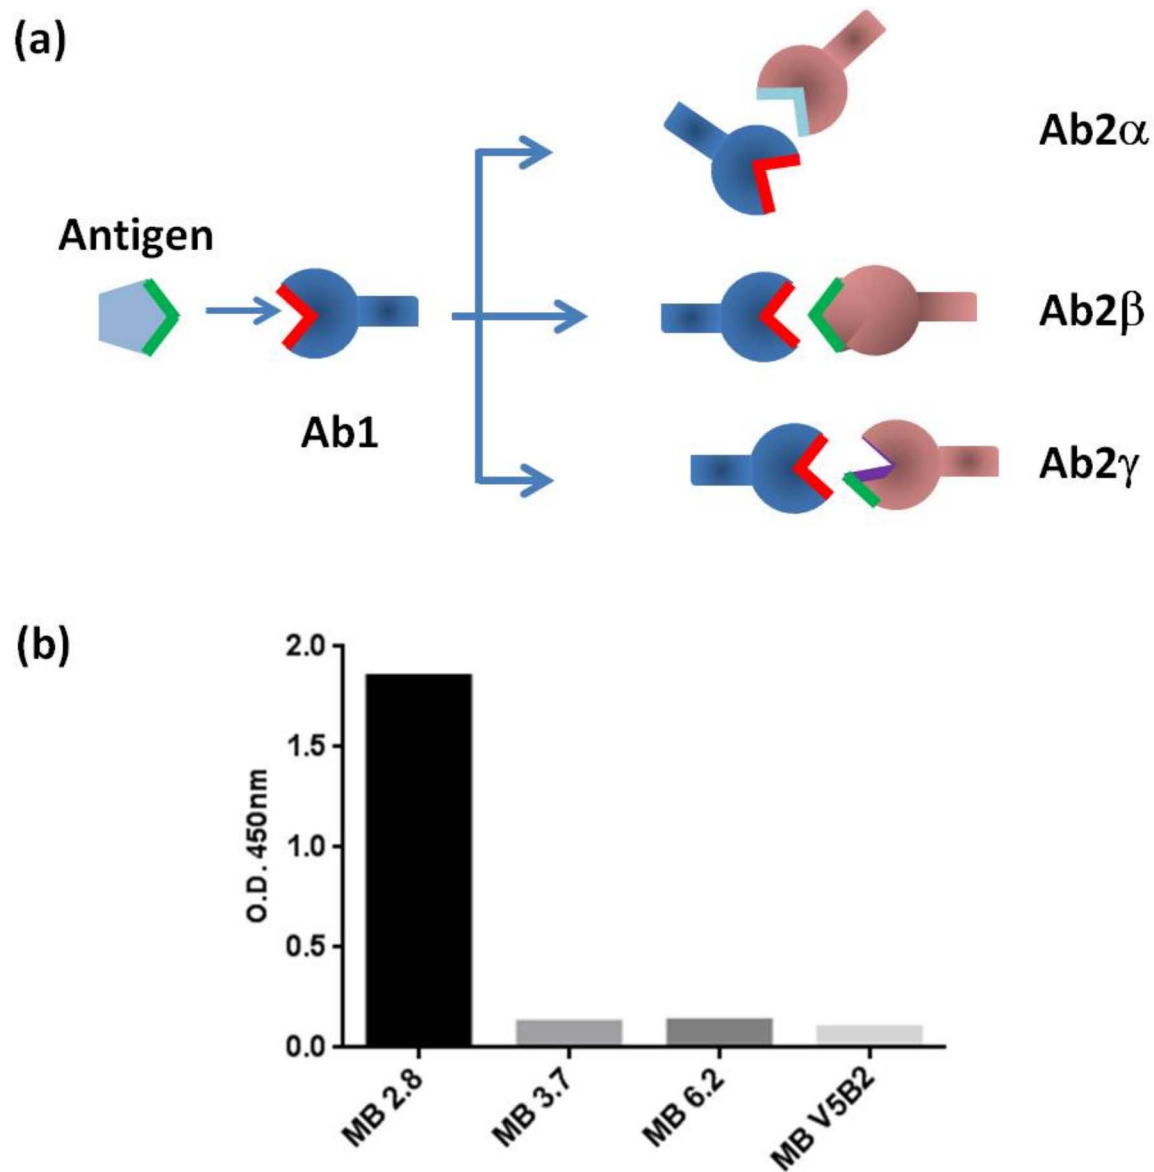 (a)
Antigen
Ab1
Ab2α
Ab2β
Ab2γ
(b)
O.D. 450nm
2.0
1.5
1.0
0.5
0.0
MB 2.8
MB 3.7
MB 6.2
MB V5B2